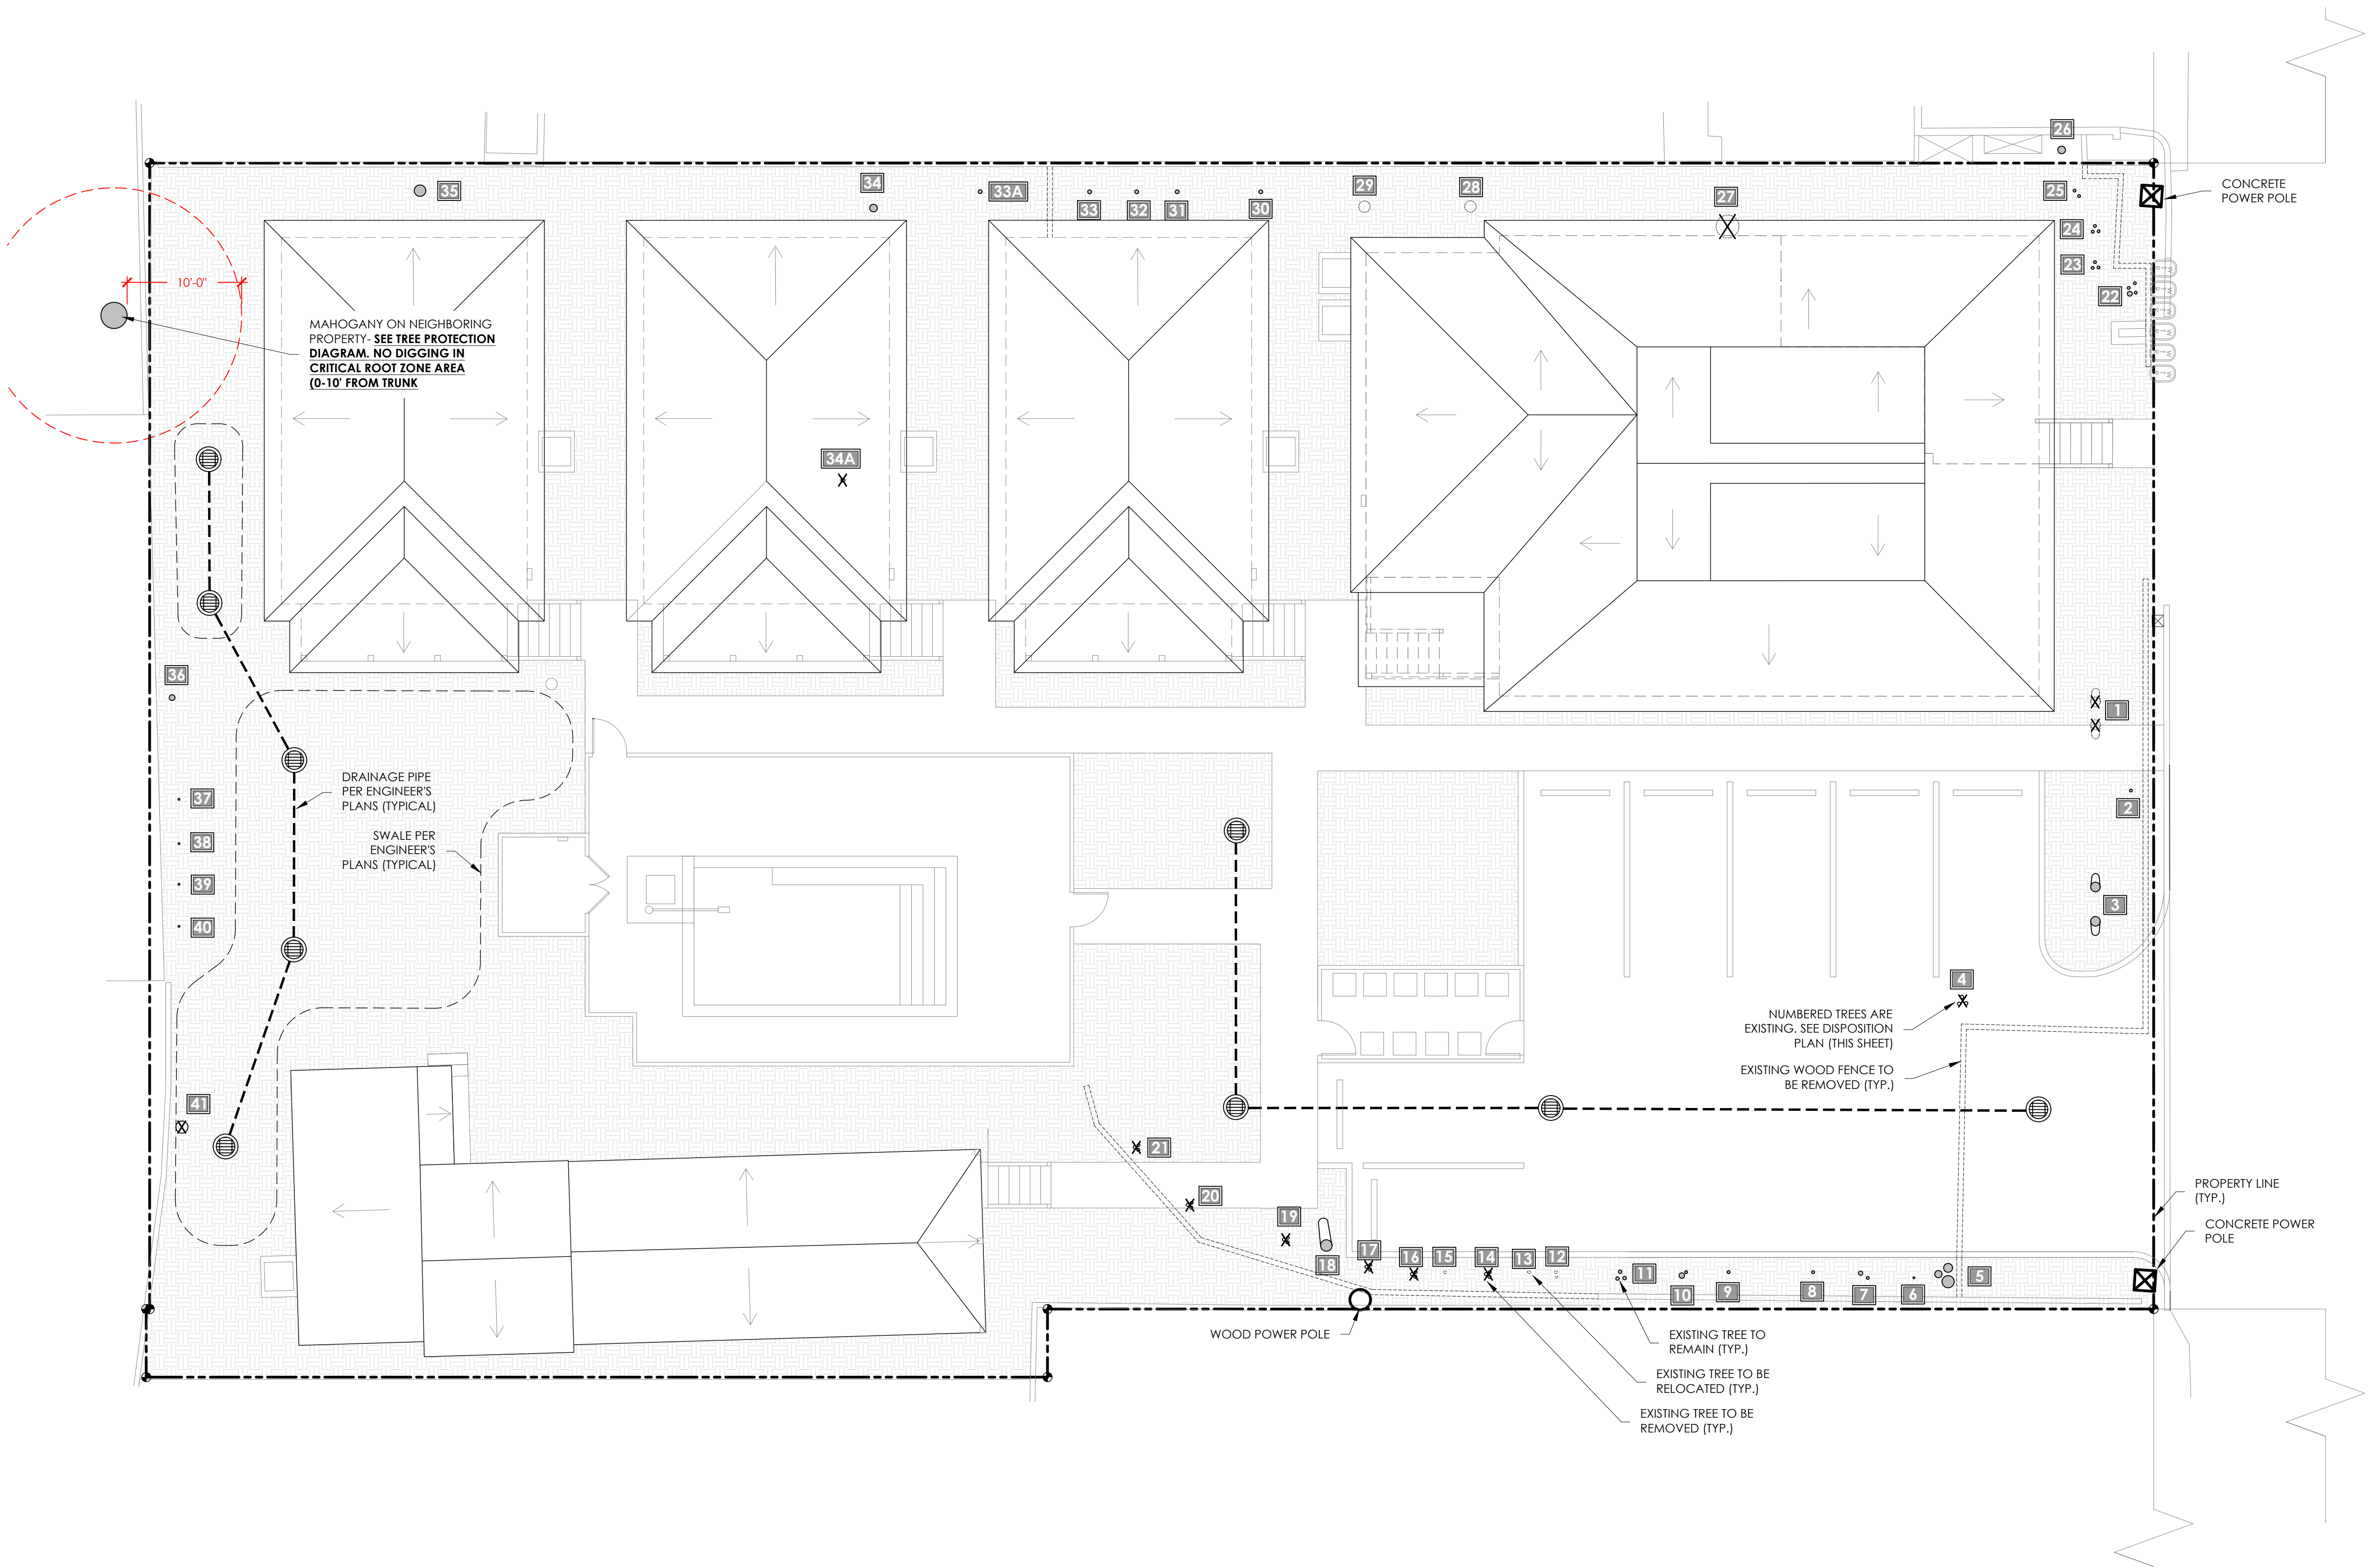 26
CONCRETE
POWER POLE
25
24
23
22
27
28
29
30
31
32
33
33A
34
35
10'-0"
MAHOGANY ON NEIGHBORING
PROPERTY- SEE TREE PROTECTION
DIAGRAM. NO DIGGING IN
CRITICAL ROOT ZONE AREA
(0-10' FROM TRUNK
34A
36
1
2
3
4
37
38
39
40
DRAINAGE PIPE
PER ENGINEER'S
PLANS (TYPICAL)
SWALE PER
ENGINEER'S
PLANS (TYPICAL)
NUMBERED TREES ARE
EXISTING. SEE DISPOSITION
PLAN (THIS SHEET)
EXISTING WOOD FENCE TO
BE REMOVED (TYP.)
41
21
20
19
18
17
16
15
14
13
12
11
10
9
8
7
6
5
PROPERTY LINE
(TYP.)
CONCRETE POWER
POLE
WOOD POWER POLE
EXISTING TREE TO
REMAIN (TYP.)
EXISTING TREE TO BE
RELOCATED (TYP.)
EXISTING TREE TO BE
REMOVED (TYP.)